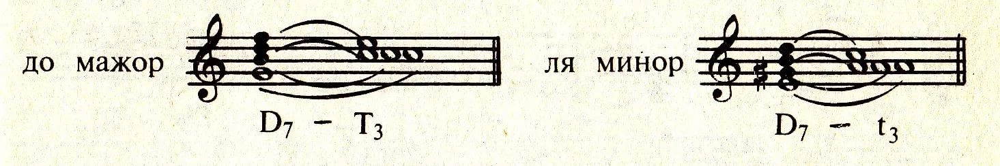 до мажор
D₇ – T₃
ля минор
D₇ – t₃